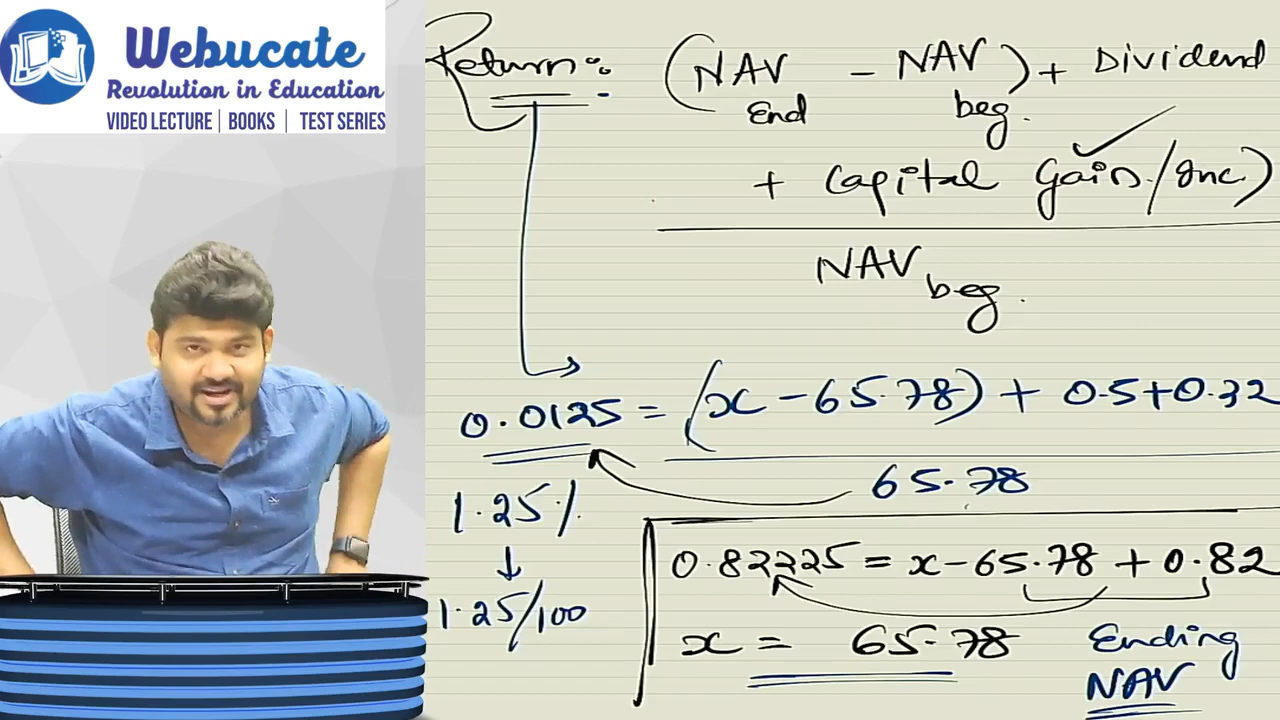 Webucate
Revolution in Education
VIDEO LECTURE | BOOKS | TEST SERIES
Return:
(NAV End - NAV beg.) + Dividend
+ Capital Gain/Inc)
NAV beg.
0.0125 = (x - 65.78) + 0.5+0.32
65.78
1.25%
1.25/100
0.82225 = x-65.78 + 0.82
x = 65.78 Ending
NAV